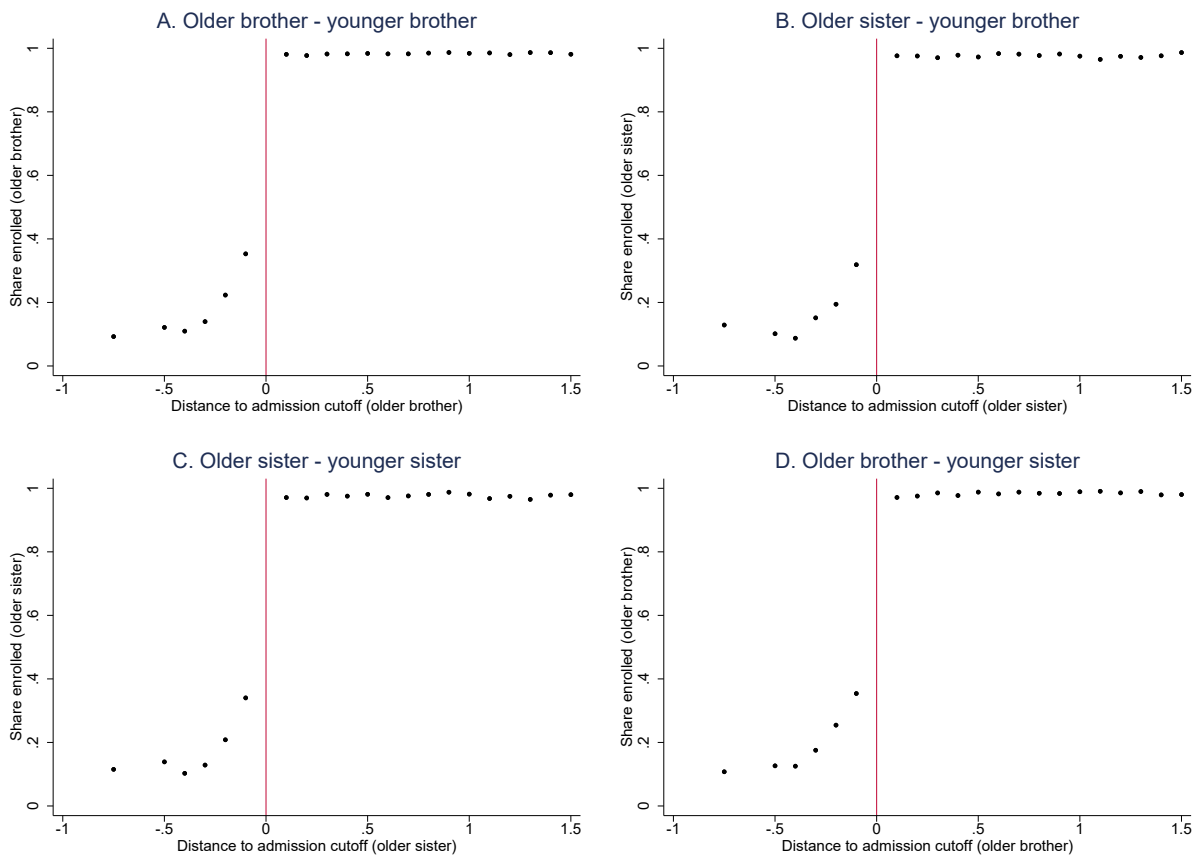 A. Older brother - younger brother
Share enrolled (older brother)
1
.8
.6
.4
.2
0
-1 -.5 0 .5 1 1.5
Distance to admission cutoff (older brother)
B. Older sister - younger brother
Share enrolled (older sister)
1
.8
.6
.4
.2
0
-1 -.5 0 .5 1 1.5
Distance to admission cutoff (older sister)
C. Older sister - younger sister
Share enrolled (older sister)
1
.8
.6
.4
.2
0
-1 -.5 0 .5 1 1.5
Distance to admission cutoff (older sister)
D. Older brother - younger sister
Share enrolled (older brother)
1
.8
.6
.4
.2
0
-1 -.5 0 .5 1 1.5
Distance to admission cutoff (older brother)